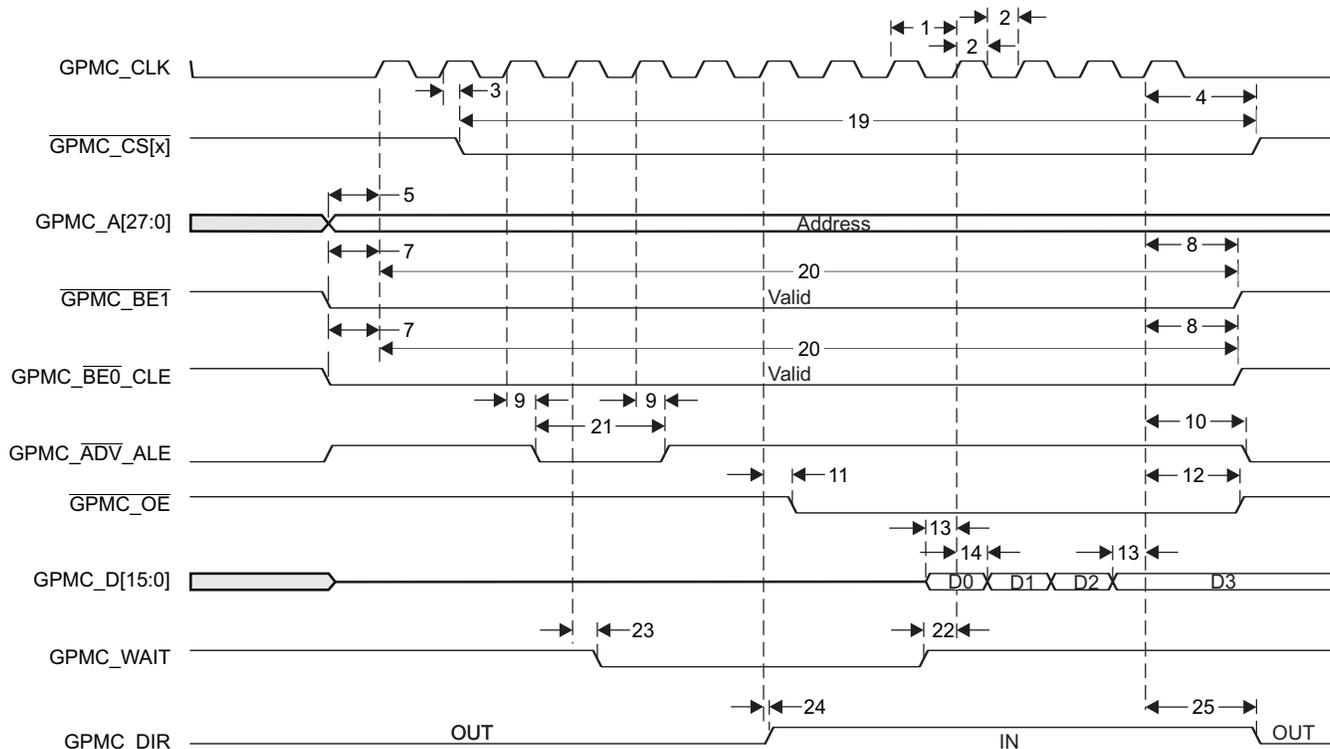 1
2
2
GPMC_CLK
3
4
19
GPMC_CS[x]
5
GPMC_A[27:0]
Address
7
8
20
GPMC_BE1
Valid
7
8
20
GPMC_BE0_CLE
Valid
9
9
21
10
GPMC_ADV_ALE
11
12
GPMC_OE
13
14
13
GPMC_D[15:0]
D0
D1
D2
D3
23
22
GPMC_WAIT
24
25
GPMC_DIR
OUT
IN
OUT